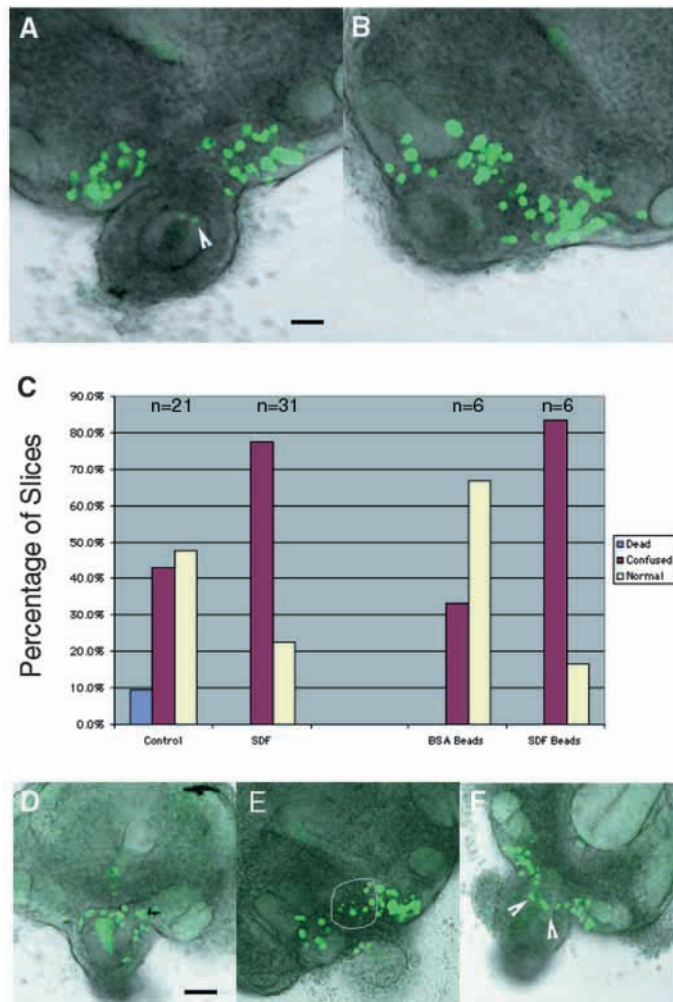 A
B
C
Percentage of Slices
90.0%
80.0%
70.0%
60.0%
50.0%
40.0%
30.0%
20.0%
10.0%
0.0%
n=21
n=31
n=6
n=6
Dead
Confused
Normal
Control
SDF
BSA Beads
SDF Beads
D
E
F